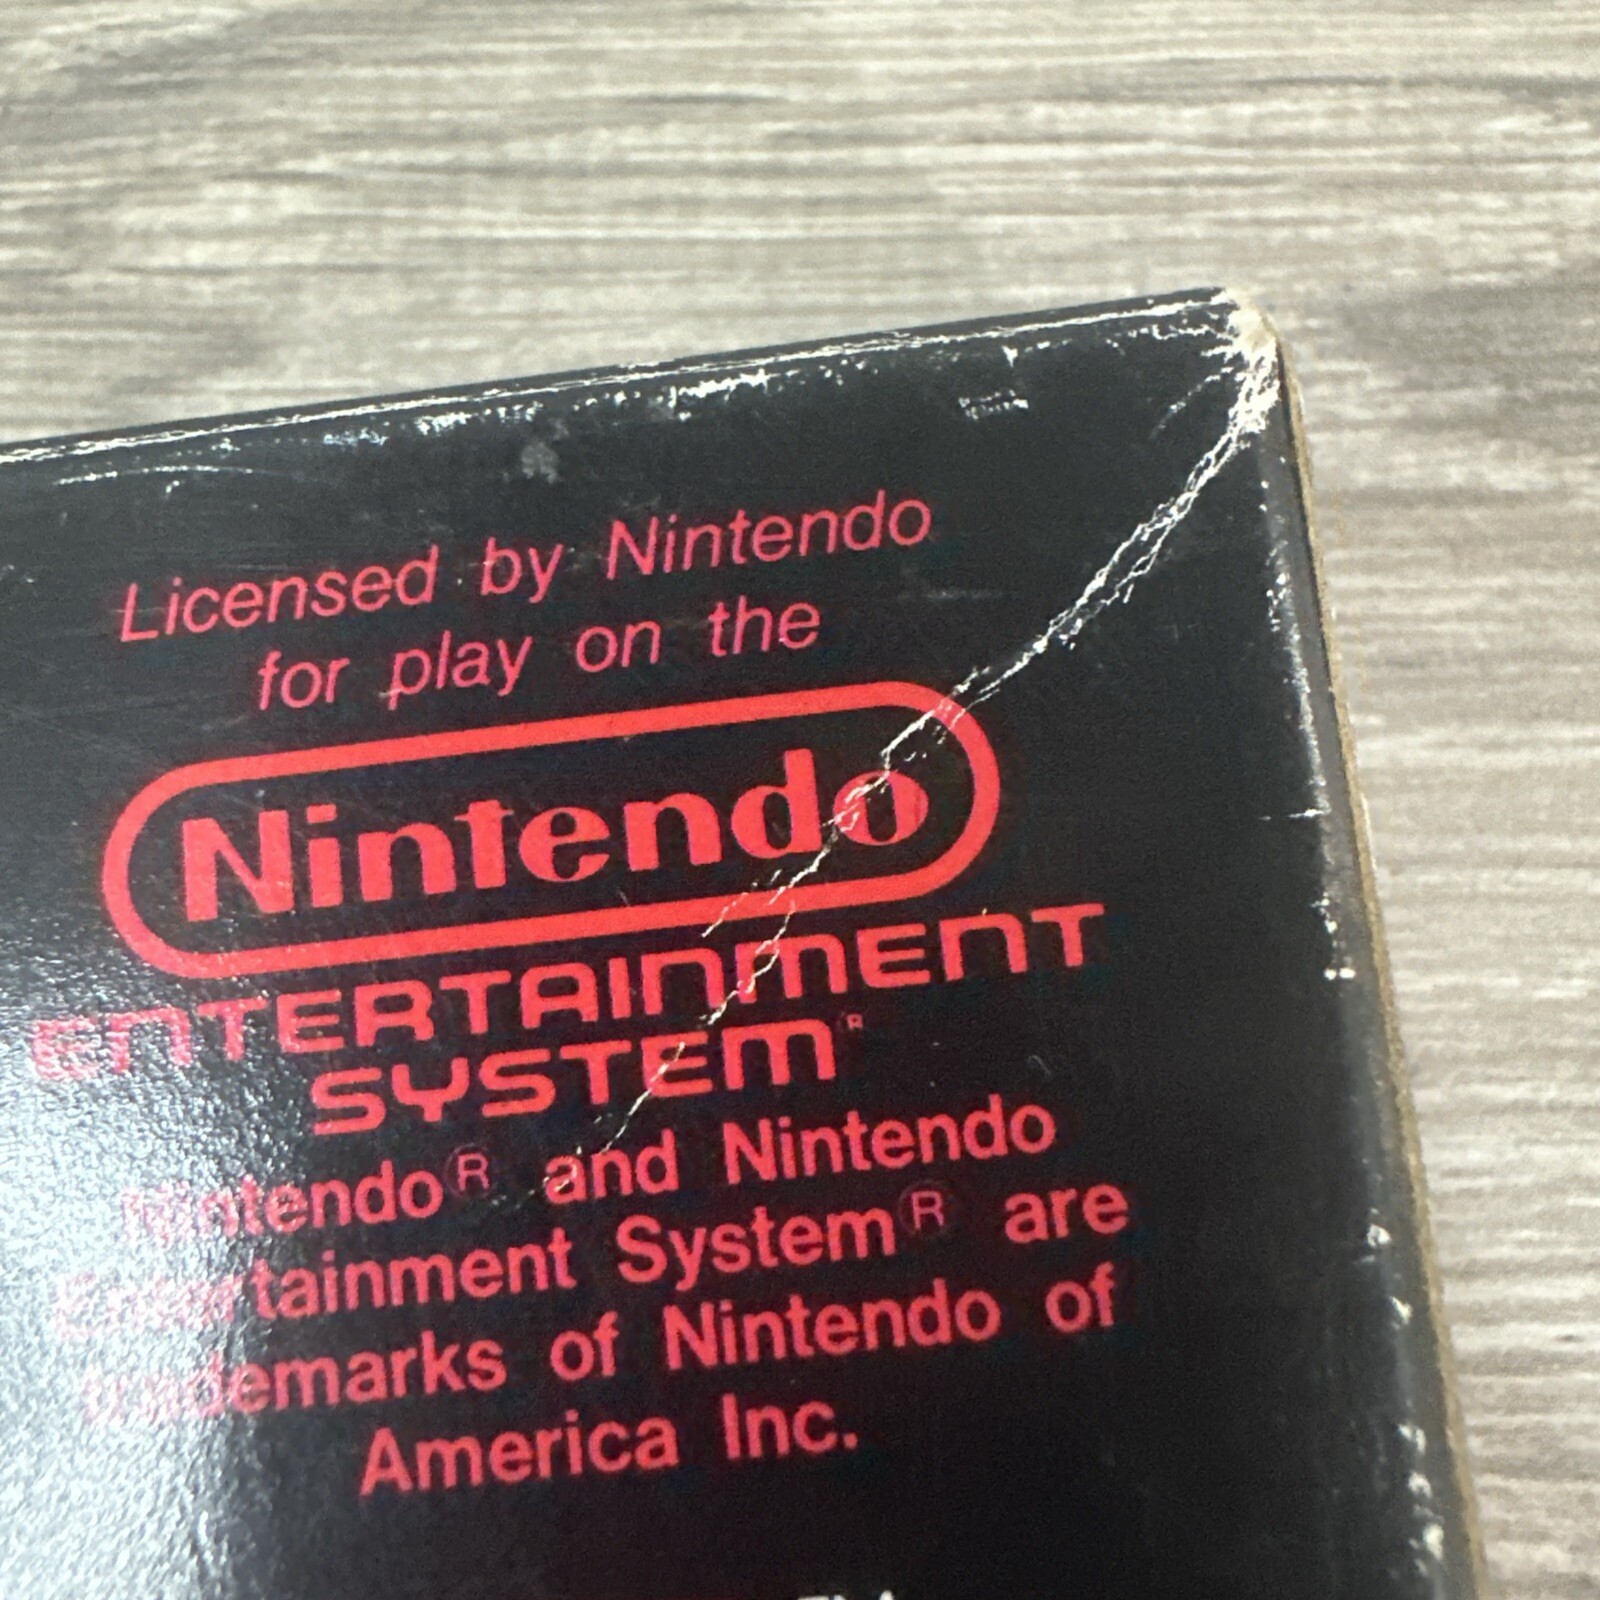 Licensed by Nintendo
for play on the
Nintendo
ENTERTAINMENT
SYSTEM®
Nintendo® and Nintendo
Entertainment System® are
trademarks of Nintendo of
America Inc.